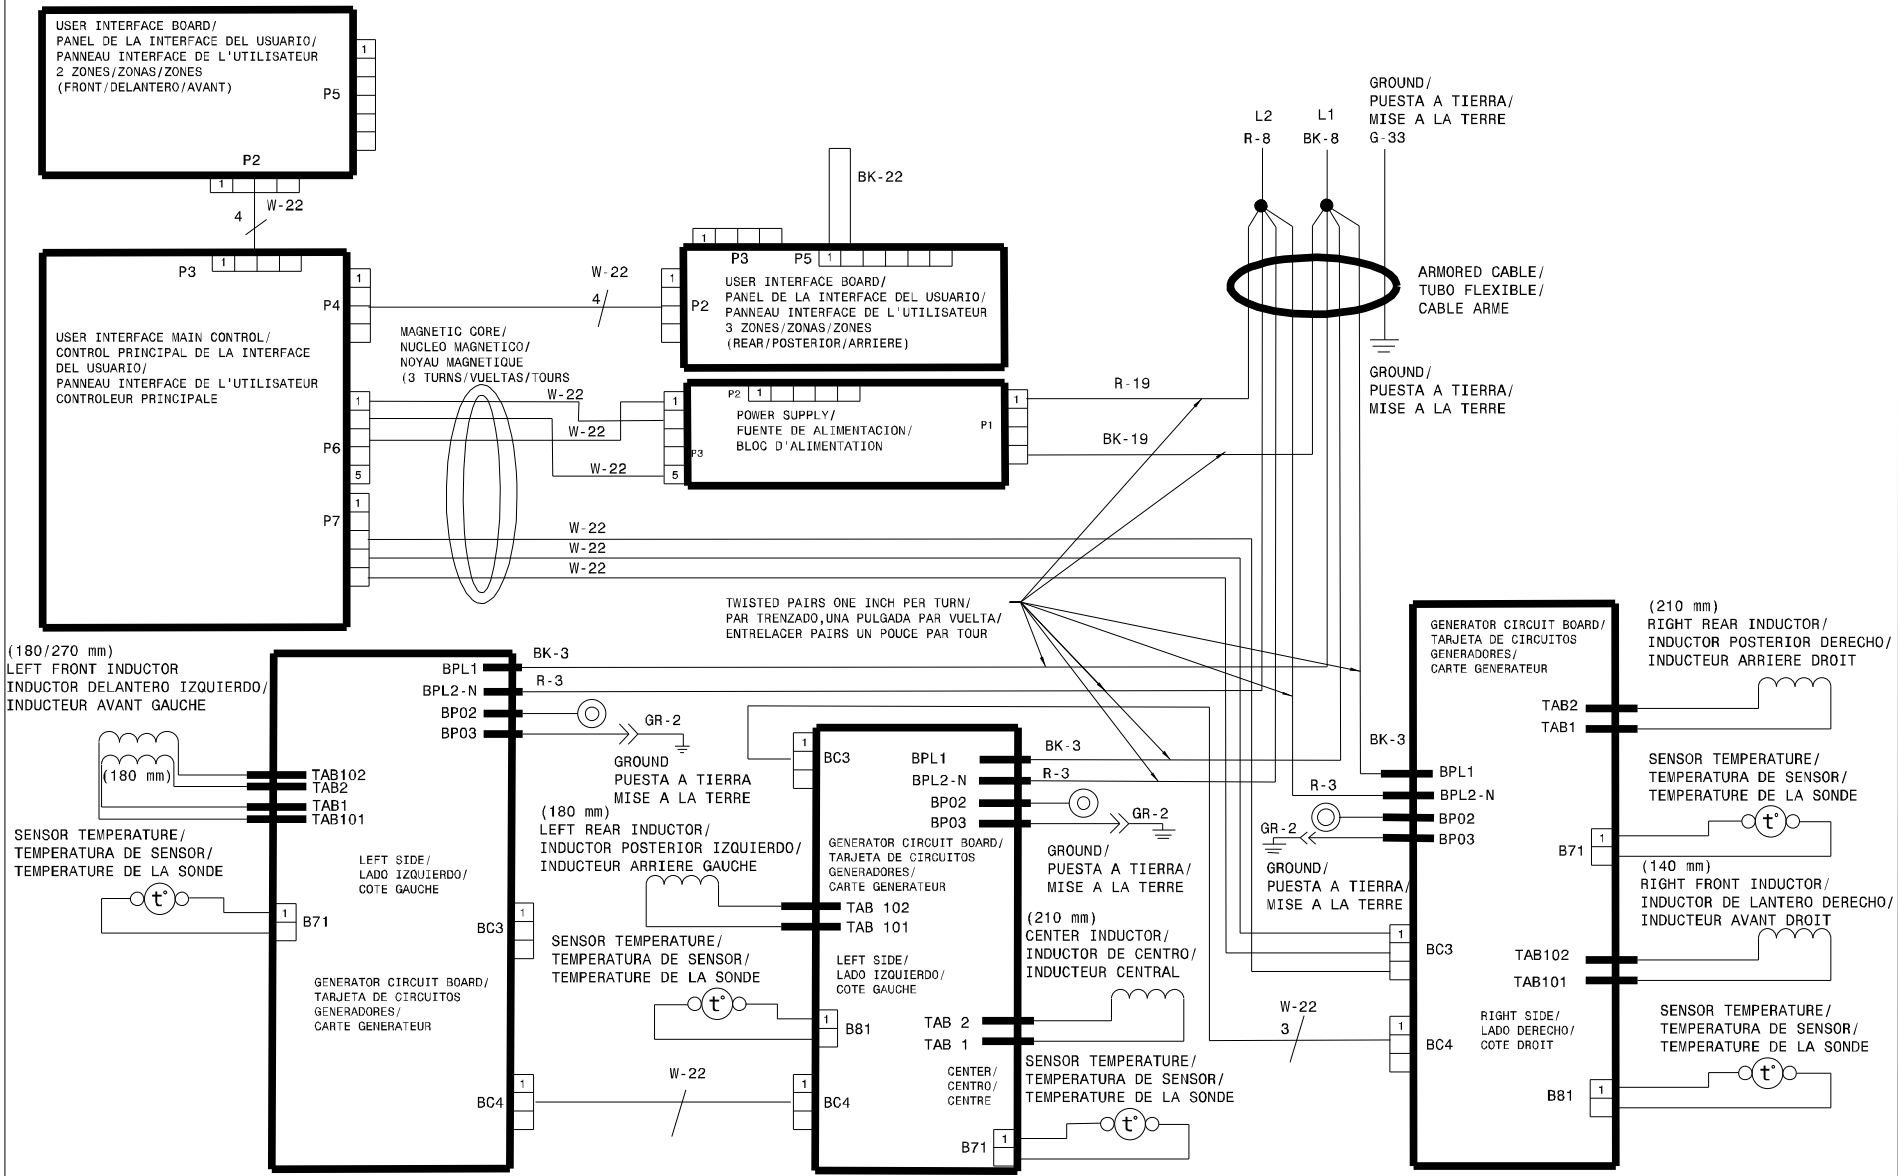 USER INTERFACE BOARD/
PANEL DE LA INTERFACE DEL USUARIO/
PANNEAU INTERFACE DE L'UTILISATEUR
2 ZONES/ZONAS/ZONES
(FRONT/DELANTERO/AVANT)
P5
1
P2
1
4
W-22
P3
1
USER INTERFACE MAIN CONTROL/
CONTROL PRINCIPAL DE LA INTERFACE
DEL USUARIO/
PANNEAU INTERFACE DE L'UTILISATEUR
CONTROLEUR PRINCIPALE
P4
1
P6
1
5
P7
1
W-22
4
MAGNETIC CORE/
NUCLEO MAGNETICO/
NOYAU MAGNETIQUE
(3 TURNS/VUELTAS/TOURS
W-22
W-22
W-22
W-22
W-22
W-22
BK-22
1
P3
P5
1
1
P2
USER INTERFACE BOARD/
PANEL DE LA INTERFACE DEL USUARIO/
PANNEAU INTERFACE DE L'UTILISATEUR
3 ZONES/ZONAS/ZONES
(REAR/POSTERIOR/ARRIERE)
P2
1
1
P3
5
POWER SUPPLY/
FUENTE DE ALIMENTACION/
BLOC D'ALIMENTATION
P1
1
R-19
BK-19
GROUND/
PUESTA A TIERRA/
MISE A LA TERRE
L2
L1
R-8
BK-8
G-33
ARMORED CABLE/
TUBO FLEXIBLE/
CABLE ARME
GROUND/
PUESTA A TIERRA/
MISE A LA TERRE
TWISTED PAIRS ONE INCH PER TURN/
PAR TRENZADO,UNA PULGADA PAR VUELTA/
ENTRELACER PAIRS UN POUCE PAR TOUR
(180/270 mm)
LEFT FRONT INDUCTOR
INDUCTOR DELANTERO IZQUIERDO/
INDUCTEUR AVANT GAUCHE
(180 mm)
TAB102
TAB2
TAB1
TAB101
SENSOR TEMPERATURE/
TEMPERATURA DE SENSOR/
TEMPERATURE DE LA SONDE
t°
1
B71
LEFT SIDE/
LADO IZQUIERDO/
COTE GAUCHE
GENERATOR CIRCUIT BOARD/
TARJETA DE CIRCUITOS
GENERADORES/
CARTE GENERATEUR
BPL1
BPL2-N
BP02
BP03
BK-3
R-3
GR-2
GROUND
PUESTA A TIERRA
MISE A LA TERRE
BC3
1
BC4
1
W-22
(180 mm)
LEFT REAR INDUCTOR/
INDUCTOR POSTERIOR IZQUIERDO/
INDUCTEUR ARRIERE GAUCHE
SENSOR TEMPERATURE/
TEMPERATURA DE SENSOR/
TEMPERATURE DE LA SONDE
t°
1
BC3
BPL1
BPL2-N
BP02
BP03
GENERATOR CIRCUIT BOARD/
TARJETA DE CIRCUITOS
GENERADORES/
CARTE GENERATEUR
TAB 102
TAB 101
LEFT SIDE/
LADO IZQUIERDO/
COTE GAUCHE
1
B81
TAB 2
TAB 1
CENTER/
CENTRO/
CENTRE
1
BC4
B71
1
BK-3
R-3
GR-2
GROUND/
PUESTA A TIERRA/
MISE A LA TERRE
(210 mm)
CENTER INDUCTOR/
INDUCTOR DE CENTRO/
INDUCTEUR CENTRAL
SENSOR TEMPERATURE/
TEMPERATURA DE SENSOR/
TEMPERATURE DE LA SONDE
t°
W-22
3
BK-3
R-3
GR-2
GROUND/
PUESTA A TIERRA/
MISE A LA TERRE
GENERATOR CIRCUIT BOARD/
TARJETA DE CIRCUITOS
GENERADORES/
CARTE GENERATEUR
TAB2
TAB1
BPL1
BPL2-N
BP02
BP03
B71
1
1
BC3
TAB102
TAB101
RIGHT SIDE/
LADO DERECHO/
COTE DROIT
1
BC4
B81
1
(210 mm)
RIGHT REAR INDUCTOR/
INDUCTOR POSTERIOR DERECHO/
INDUCTEUR ARRIERE DROIT
SENSOR TEMPERATURE/
TEMPERATURA DE SENSOR/
TEMPERATURE DE LA SONDE
t°
(140 mm)
RIGHT FRONT INDUCTOR/
INDUCTOR DE LANTERO DERECHO/
INDUCTEUR AVANT DROIT
SENSOR TEMPERATURE/
TEMPERATURA DE SENSOR/
TEMPERATURE DE LA SONDE
t°